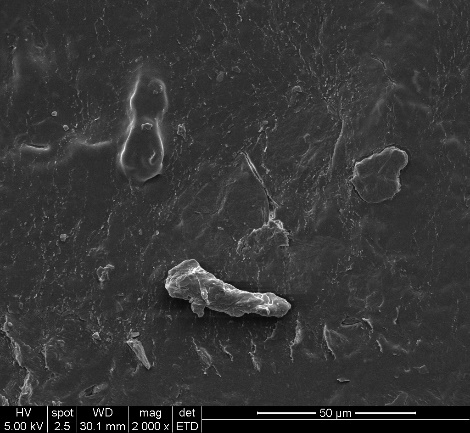 HV spot WD mag det
5.00 kV 2.5 30.1 mm 2 000 x ETD 50 µm